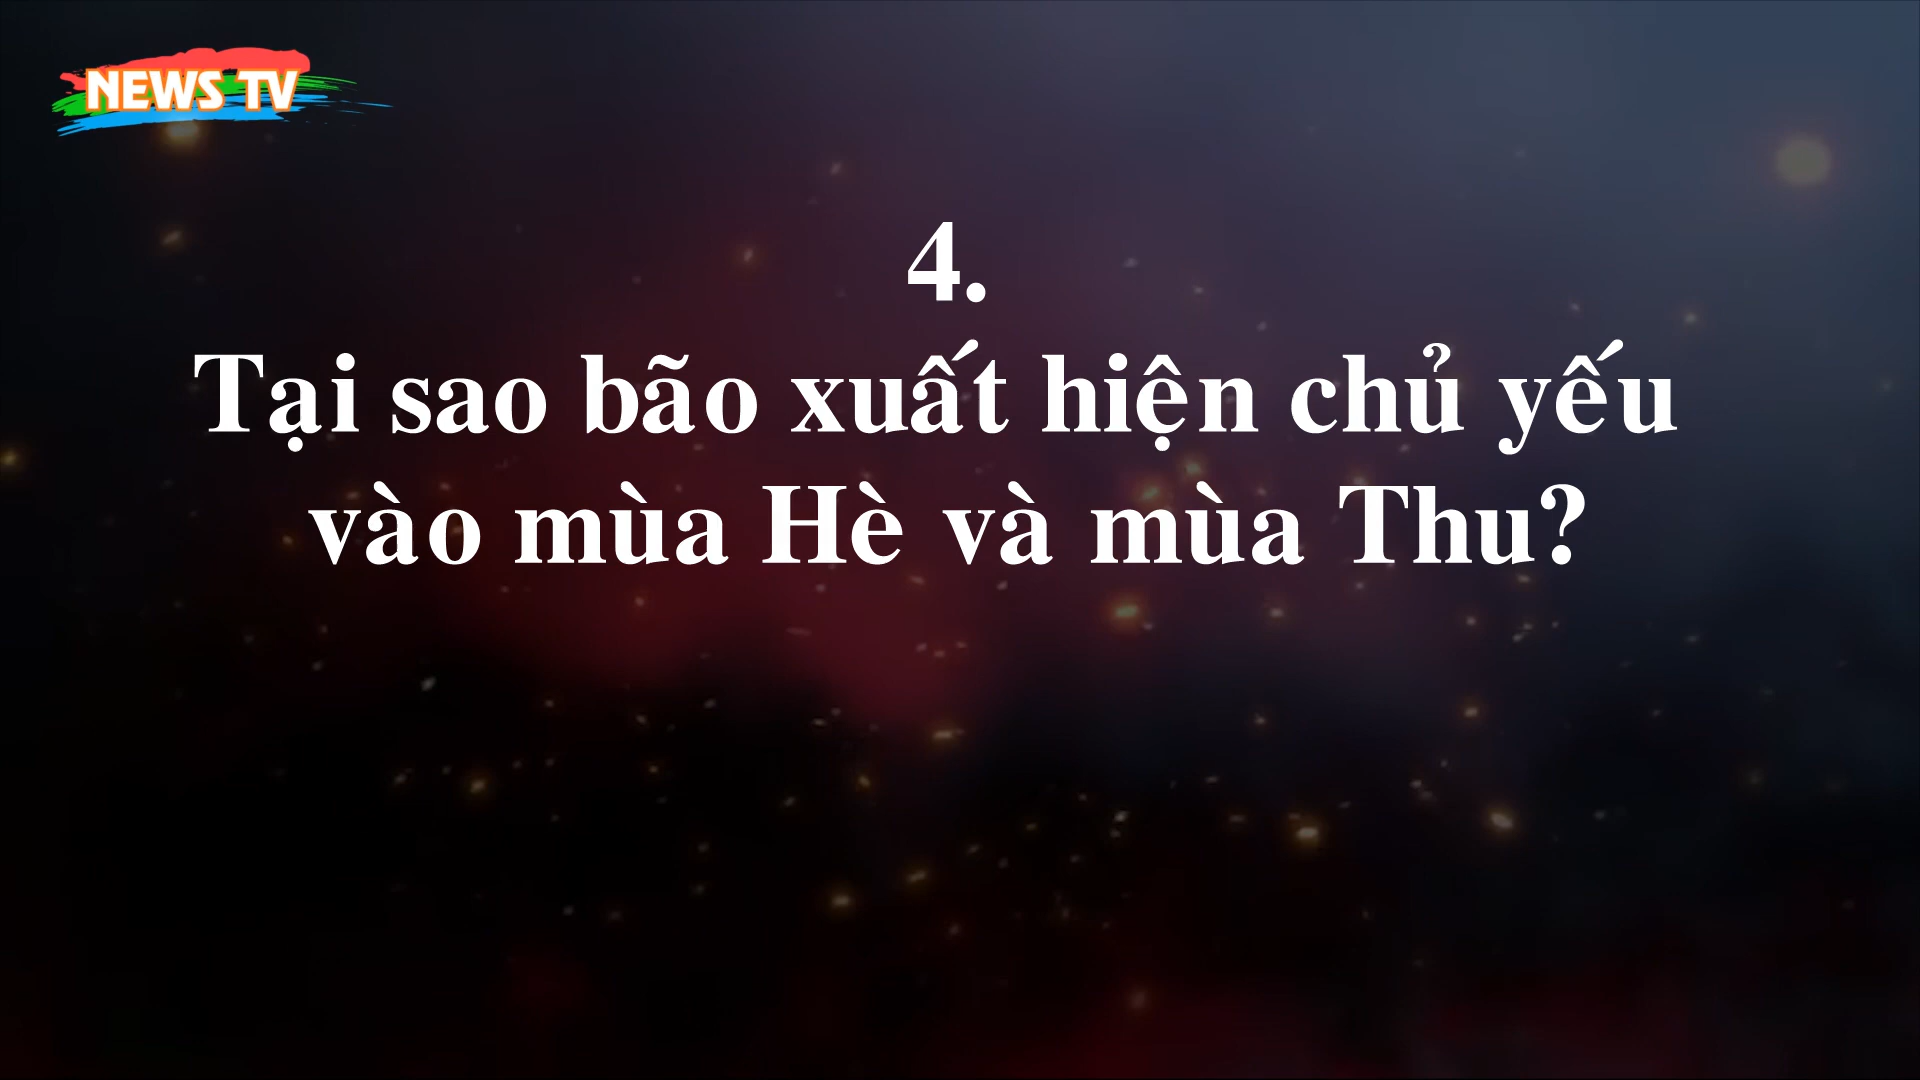 NEWS TV
4.
Tại sao bão xuất hiện chủ yếu
vào mùa Hè và mùa Thu?